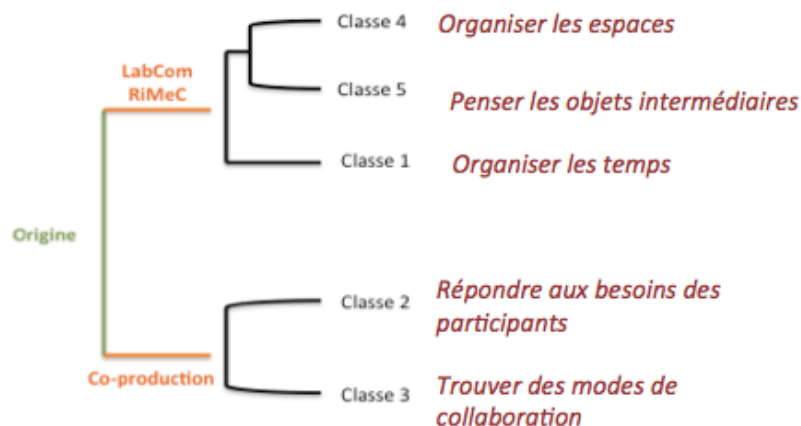 Classe 4 Organiser les espaces
LabCom
RiMeC
Classe 5 Penser les objets intermédiaires
Classe 1 Organiser les temps
Origine
Classe 2 Répondre aux besoins des
participants
Co-production
Classe 3 Trouver des modes de
collaboration